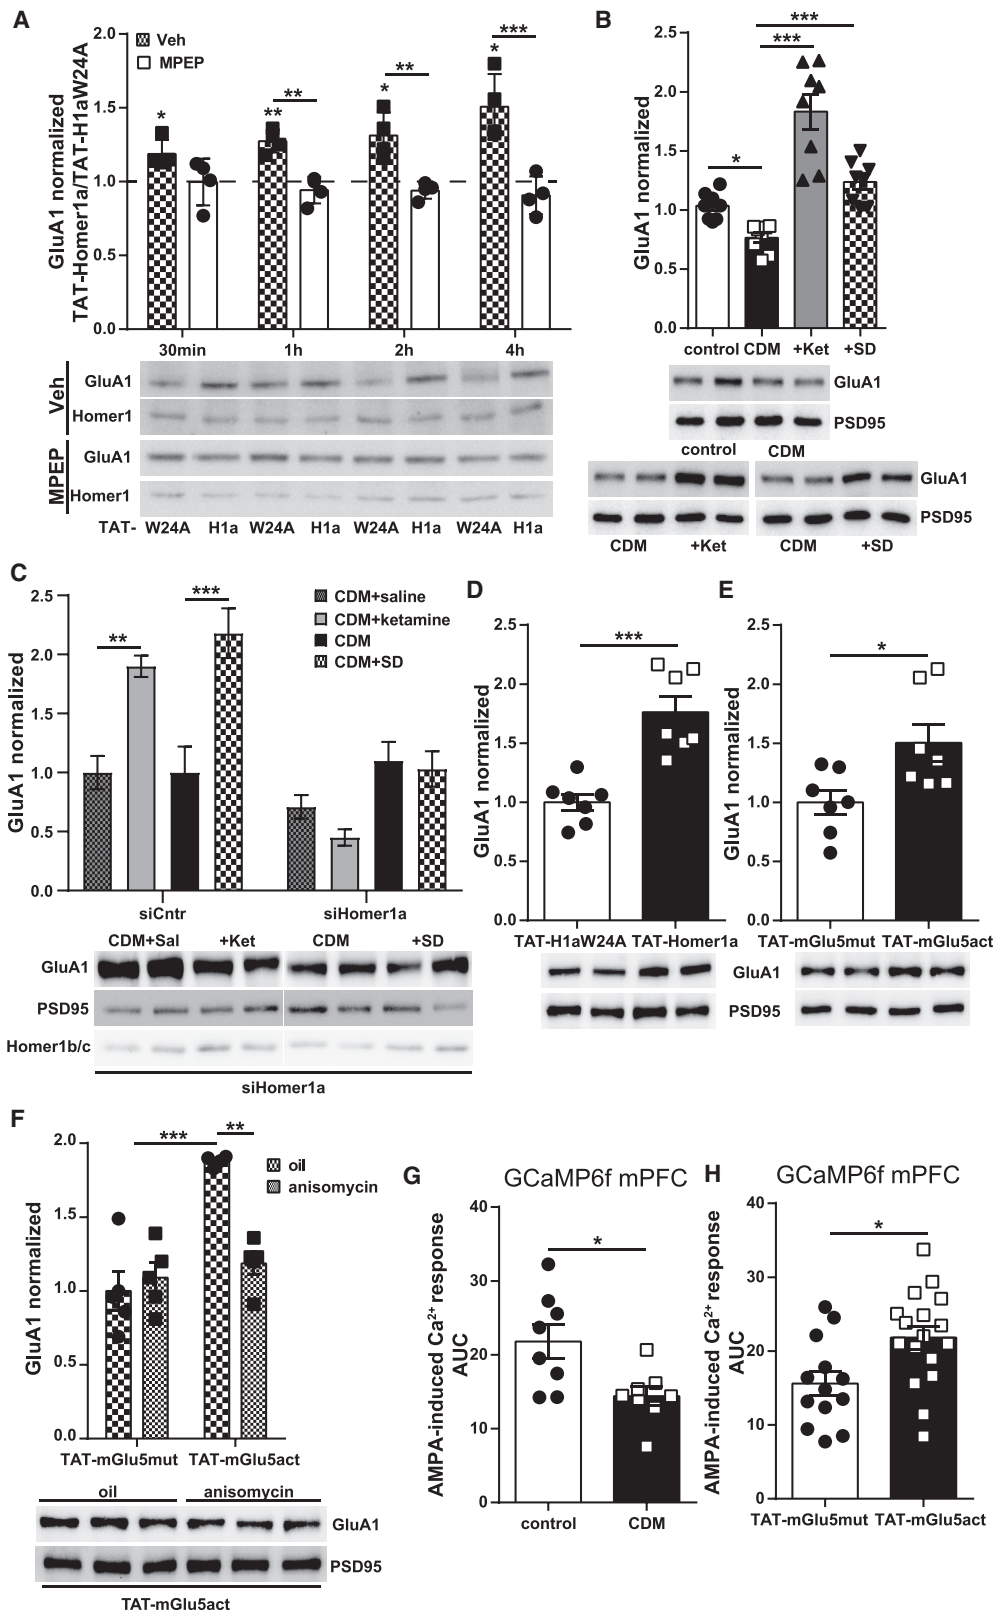 A
GluA1 normalized
TAT-Homer1a/TAT-H1aW24A
2.0
1.5
1.0
0.5
0.0
Veh
MPEP
*
**
**
*
**
*
***
30min 1h 2h 4h
Veh
GluA1
Homer1
MPEP
GluA1
Homer1
TAT- W24A H1a W24A H1a W24A H1a W24A H1a
B
GluA1 normalized
2.5
2.0
1.5
1.0
0.5
0.0
***
***
*
control CDM +Ket +SD
GluA1
PSD95
control CDM
GluA1
PSD95
CDM +Ket CDM +SD
C
GluA1 normalized
2.5
2.0
1.5
1.0
0.5
0.0
**
***
CDM+saline
CDM+ketamine
CDM
CDM+SD
siCntr siHomer1a
CDM+Sal +Ket CDM +SD
GluA1
PSD95
Homer1b/c
siHomer1a
D
GluA1 normalized
2.5
2.0
1.5
1.0
0.5
0.0
***
TAT-H1aW24A TAT-Homer1a
E
GluA1 normalized
2.5
2.0
1.5
1.0
0.5
0.0
*
TAT-mGlu5mut TAT-mGlu5act
GluA1
PSD95
F
GluA1 normalized
2.0
1.5
1.0
0.5
0.0
***
**
oil
anisomycin
TAT-mGlu5mut TAT-mGlu5act
oil anisomycin
GluA1
PSD95
TAT-mGlu5act
G
GCaMP6f mPFC
AMPA-induced Ca²⁺ response
AUC
40
30
20
10
0
*
control CDM
H
GCaMP6f mPFC
AMPA-induced Ca²⁺ response
AUC
40
30
20
10
0
*
TAT-mGlu5mut TAT-mGlu5act